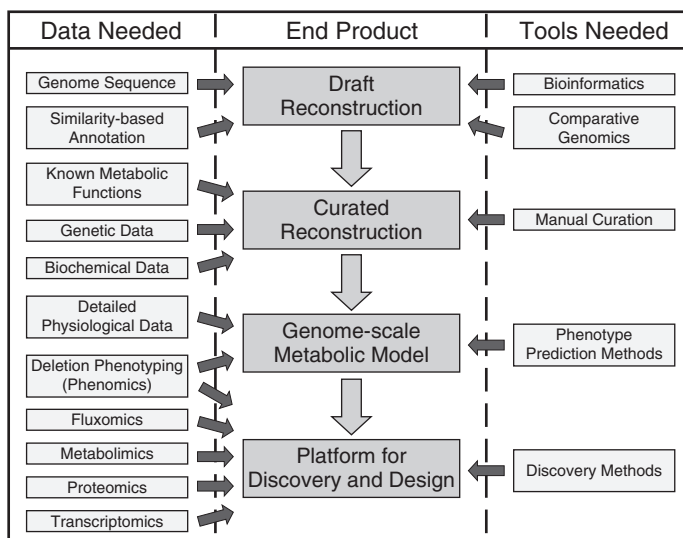 Data Needed
End Product
Tools Needed
Genome Sequence
Similarity-based
Annotation
Draft
Reconstruction
Bioinformatics
Comparative
Genomics
Known Metabolic
Functions
Genetic Data
Biochemical Data
Curated
Reconstruction
Manual Curation
Detailed
Physiological Data
Deletion Phenotyping
(Phenomics)
Genome-scale
Metabolic Model
Phenotype
Prediction Methods
Fluxomics
Metabolimics
Proteomics
Transcriptomics
Platform for
Discovery and Design
Discovery Methods